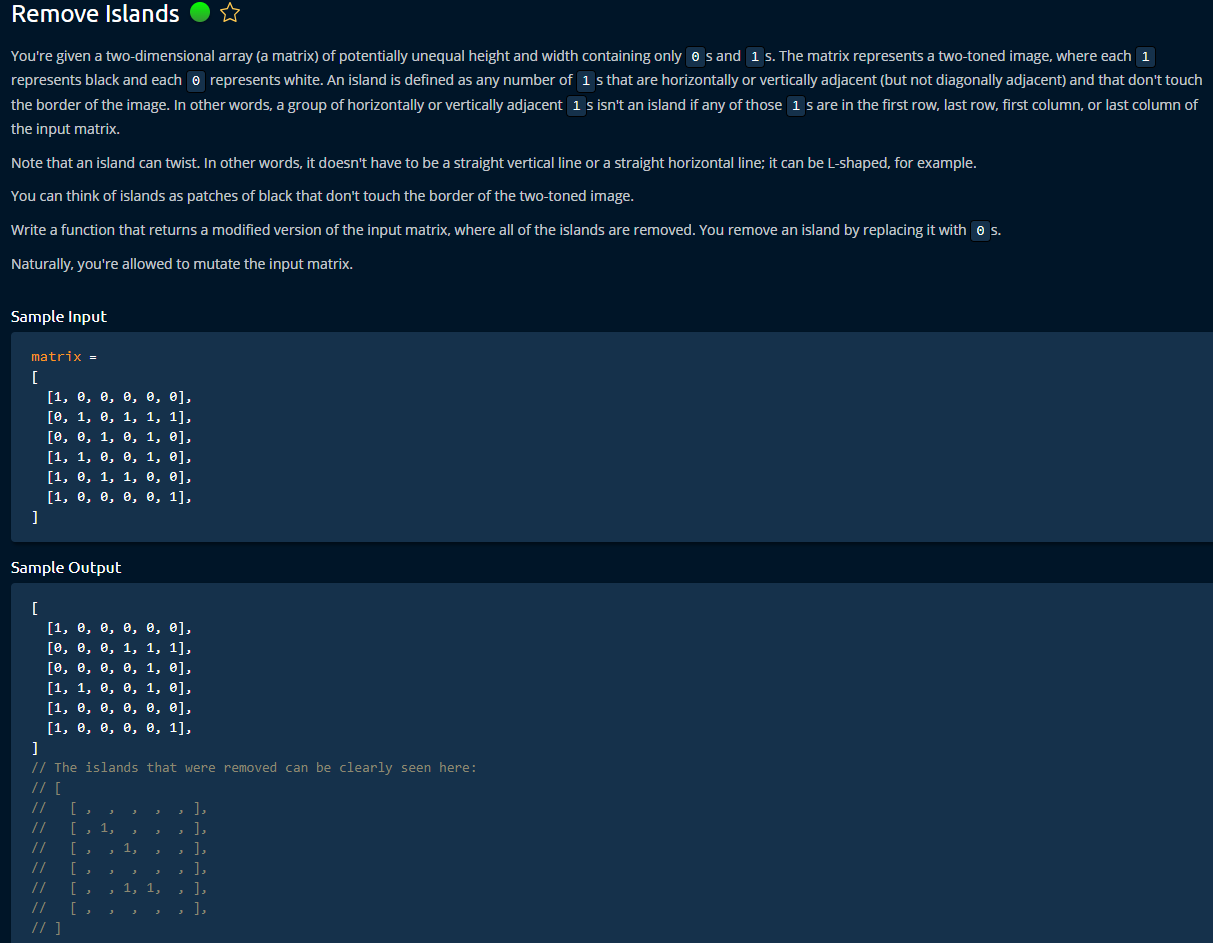 Remove Islands
You're given a two-dimensional array (a matrix) of potentially unequal height and width containing only 0 s and 1 s. The matrix represents a two-toned image, where each 1
represents black and each 0 represents white. An island is defined as any number of 1 s that are horizontally or vertically adjacent (but not diagonally adjacent) and that don't touch
the border of the image. In other words, a group of horizontally or vertically adjacent 1 s isn't an island if any of those 1 s are in the first row, last row, first column, or last column of
the input matrix.
Note that an island can twist. In other words, it doesn't have to be a straight vertical line or a straight horizontal line; it can be L-shaped, for example.
You can think of islands as patches of black that don't touch the border of the two-toned image.
Write a function that returns a modified version of the input matrix, where all of the islands are removed. You remove an island by replacing it with 0 s.
Naturally, you're allowed to mutate the input matrix.
Sample Input
matrix =
[
  [1, 0, 0, 0, 0, 0],
  [0, 1, 0, 1, 1, 1],
  [0, 0, 1, 0, 1, 0],
  [1, 1, 0, 0, 1, 0],
  [1, 0, 1, 1, 0, 0],
  [1, 0, 0, 0, 0, 1],
]
Sample Output
[
  [1, 0, 0, 0, 0, 0],
  [0, 0, 0, 1, 1, 1],
  [0, 0, 0, 0, 1, 0],
  [1, 1, 0, 0, 1, 0],
  [1, 0, 0, 0, 0, 0],
  [1, 0, 0, 0, 0, 1],
]
// The islands that were removed can be clearly seen here:
// [
//   [ ,  ,  ,  ,  , ],
//   [ , 1,  ,  ,  , ],
//   [ ,  , 1,  ,  , ],
//   [ ,  ,  ,  ,  , ],
//   [ ,  , 1, 1,  , ],
//   [ ,  ,  ,  ,  , ],
// ]